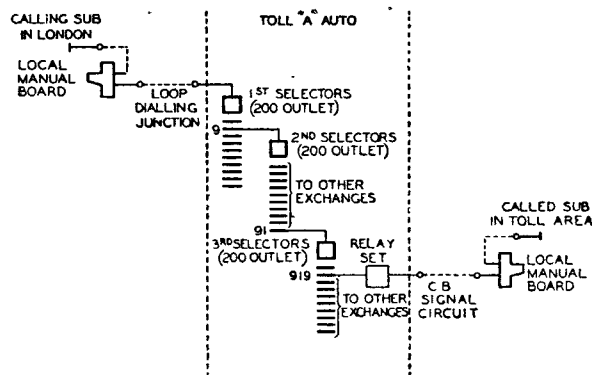 CALLING SUB
IN LONDON
TOLL "A" AUTO
LOCAL
MANUAL
BOARD
LOOP
DIALLING
JUNCTION
1ST SELECTORS
(200 OUTLET)
9
2ND SELECTORS
(200 OUTLET)
TO OTHER
EXCHANGES
91
3RD SELECTORS
(200 OUTLET)
RELAY
SET
919
TO OTHER
EXCHANGES
CALLED SUB
IN TOLL AREA
C B
SIGNAL
CIRCUIT
LOCAL
MANUAL
BOARD